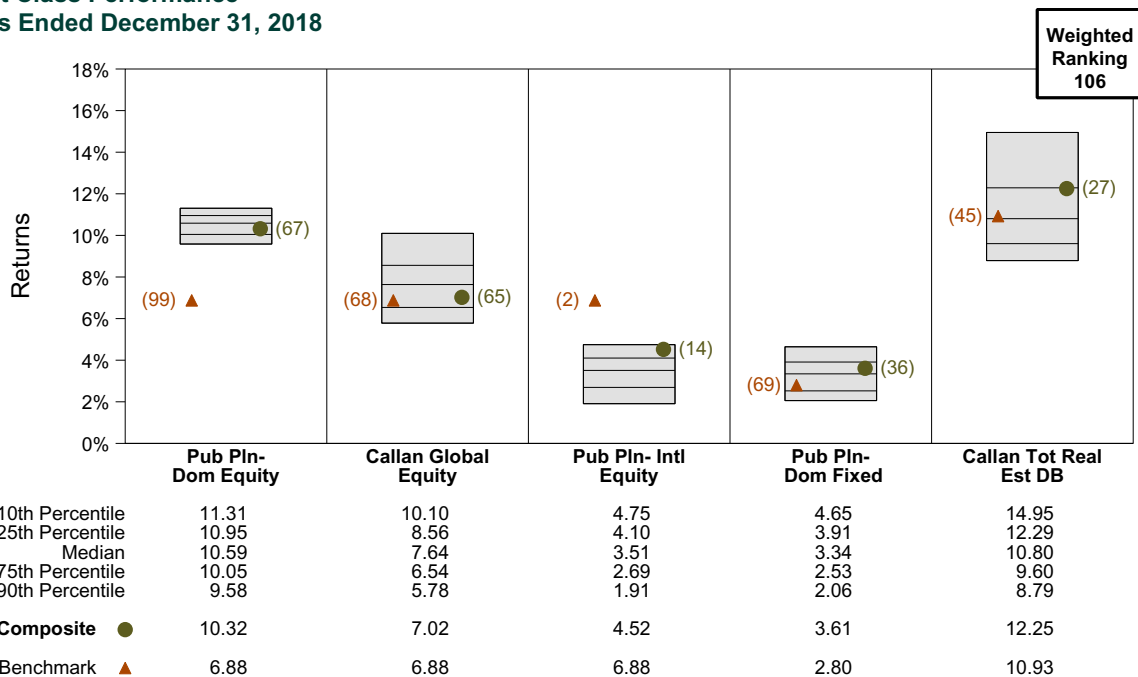 Class Performance
s Ended December 31, 2018
Weighted
Ranking
106
Returns
18%
16%
14%
12%
10%
8%
6%
4%
2%
0%
(99) (67)
(68) (65)
(2) (14)
(69) (36)
(45) (27)
Pub Pln- Dom Equity
Callan Global Equity
Pub Pln- Intl Equity
Pub Pln- Dom Fixed
Callan Tot Real Est DB
10th Percentile 11.31 10.10 4.75 4.65 14.95
25th Percentile 10.95 8.56 4.10 3.91 12.29
Median 10.59 7.64 3.51 3.34 10.80
75th Percentile 10.05 6.54 2.69 2.53 9.60
90th Percentile 9.58 5.78 1.91 2.06 8.79
Composite 10.32 7.02 4.52 3.61 12.25
Benchmark 6.88 6.88 6.88 2.80 10.93